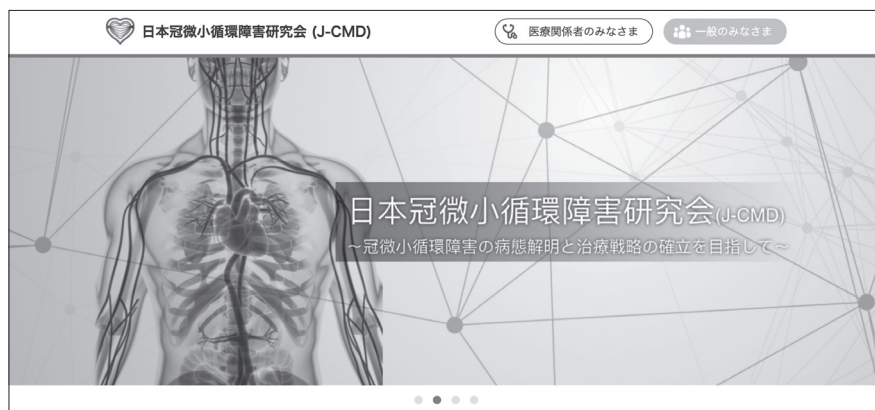 日本冠微小循環障害研究会 (J-CMD)
医療関係者のみなさま
一般のみなさま
日本冠微小循環障害研究会(J-CMD)
～冠微小循環障害の病態解明と治療戦略の確立を目指して～